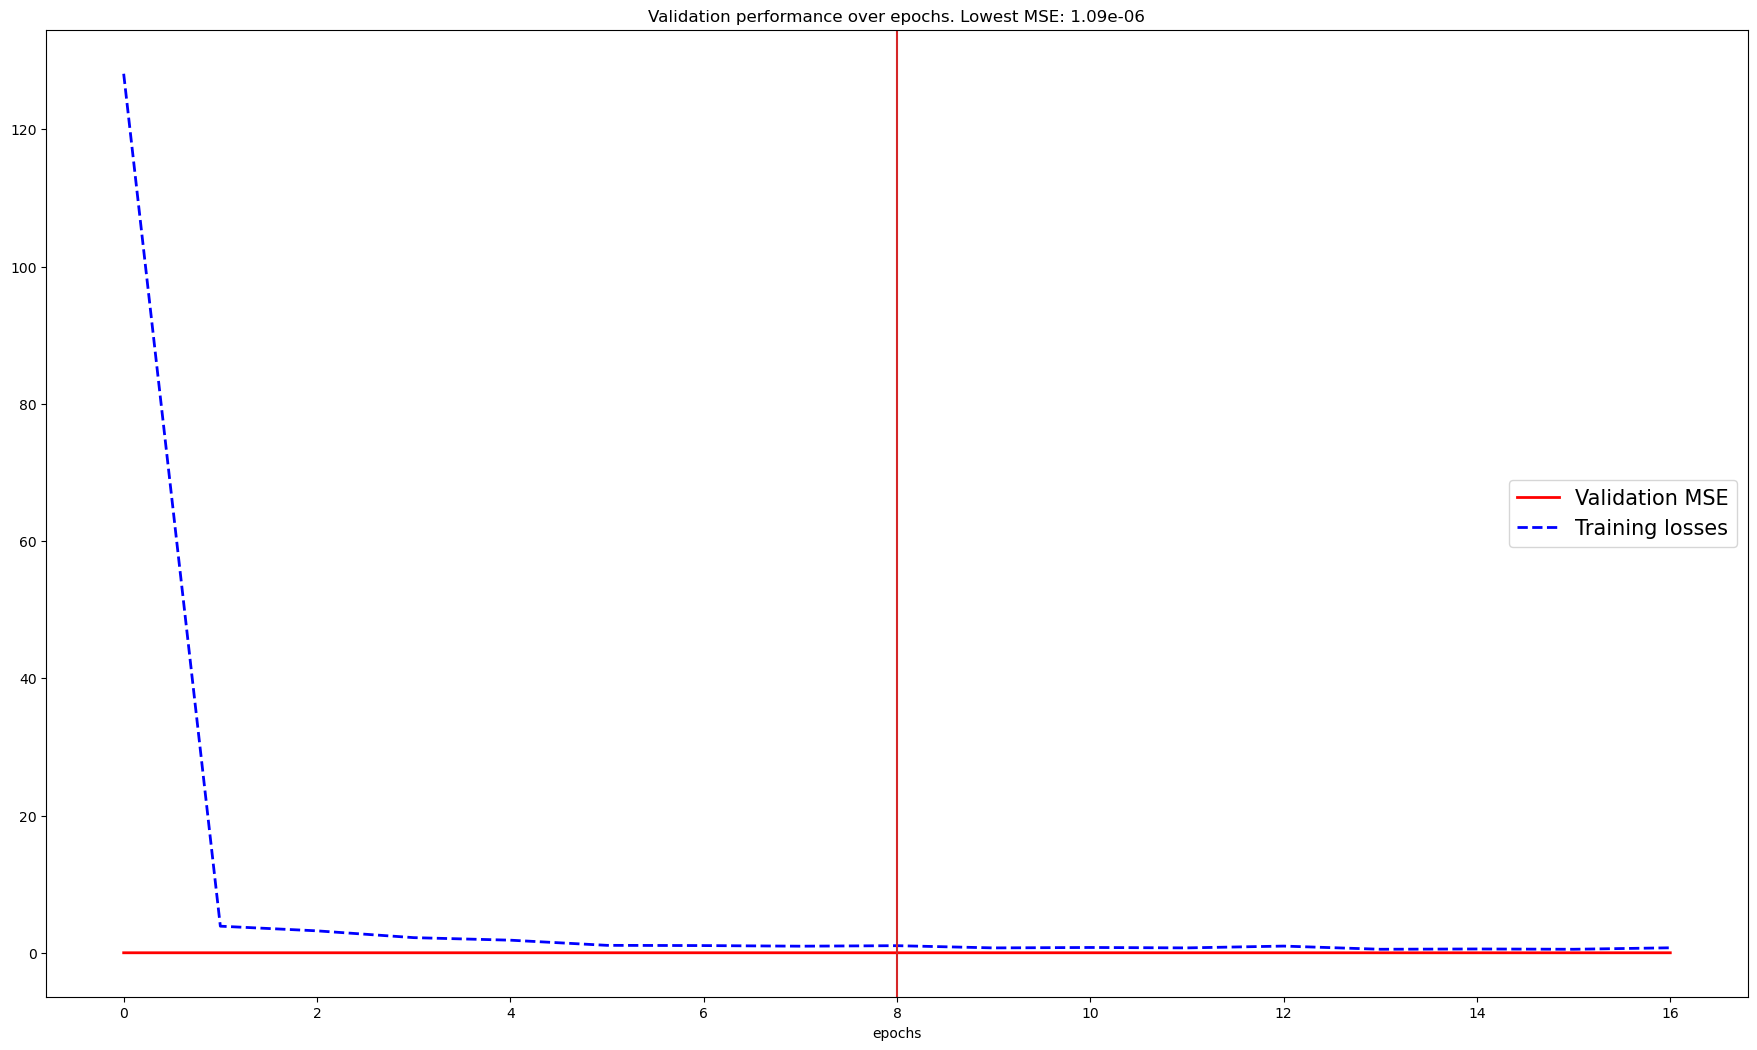 Validation performance over epochs. Lowest MSE: 1.09e-06
120
100
80
60
40
20
0
Validation MSE
Training losses
0 2 4 6 8 10 12 14 16
epochs